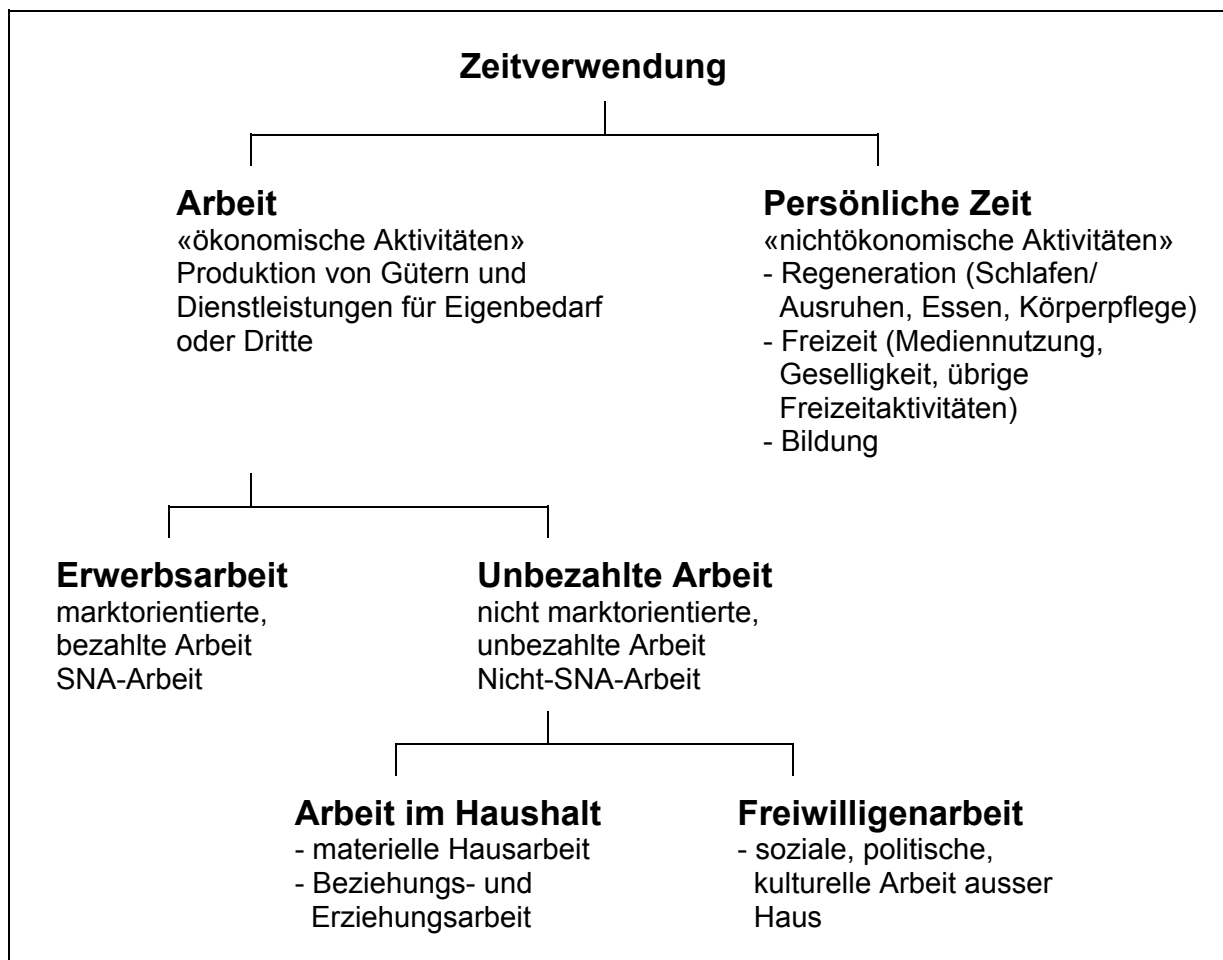 Zeitverwendung
Arbeit
«ökonomische Aktivitäten»
Produktion von Gütern und
Dienstleistungen für Eigenbedarf
oder Dritte
Persönliche Zeit
«nichtökonomische Aktivitäten»
- Regeneration (Schlafen/
Ausruhen, Essen, Körperpflege)
- Freizeit (Mediennutzung,
Geselligkeit, übrige
Freizeitaktivitäten)
- Bildung
Erwerbsarbeit
marktorientierte,
bezahlte Arbeit
SNA-Arbeit
Unbezahlte Arbeit
nicht marktorientierte,
unbezahlte Arbeit
Nicht-SNA-Arbeit
Arbeit im Haushalt
- materielle Hausarbeit
- Beziehungs- und
Erziehungsarbeit
Freiwilligenarbeit
- soziale, politische,
kulturelle Arbeit ausser
Haus